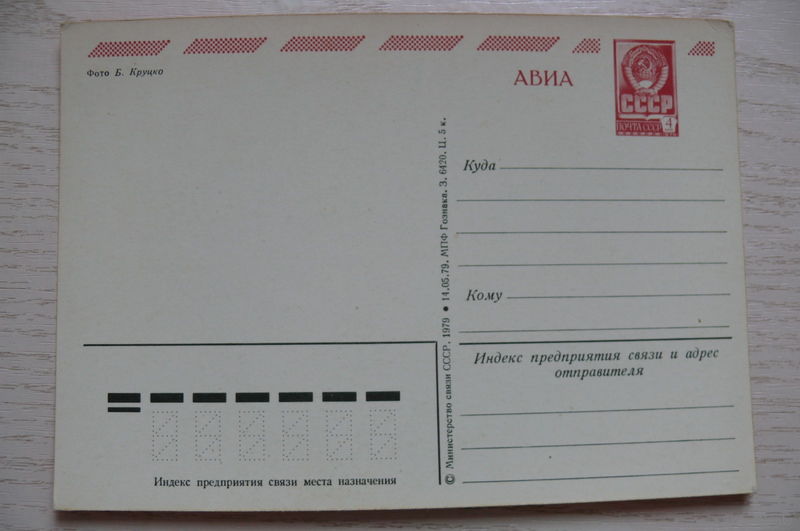 Фото Б. Круцко
АВИА
СССР
ПОЧТА СССР 4
Куда
Кому
Индекс предприятия связи и адрес
отправителя
© Министерство связи СССР, 1979 ● 14.05.79. МПФ Гознака. З. 6420. Ц. 5 к.
Индекс предприятия связи места назначения